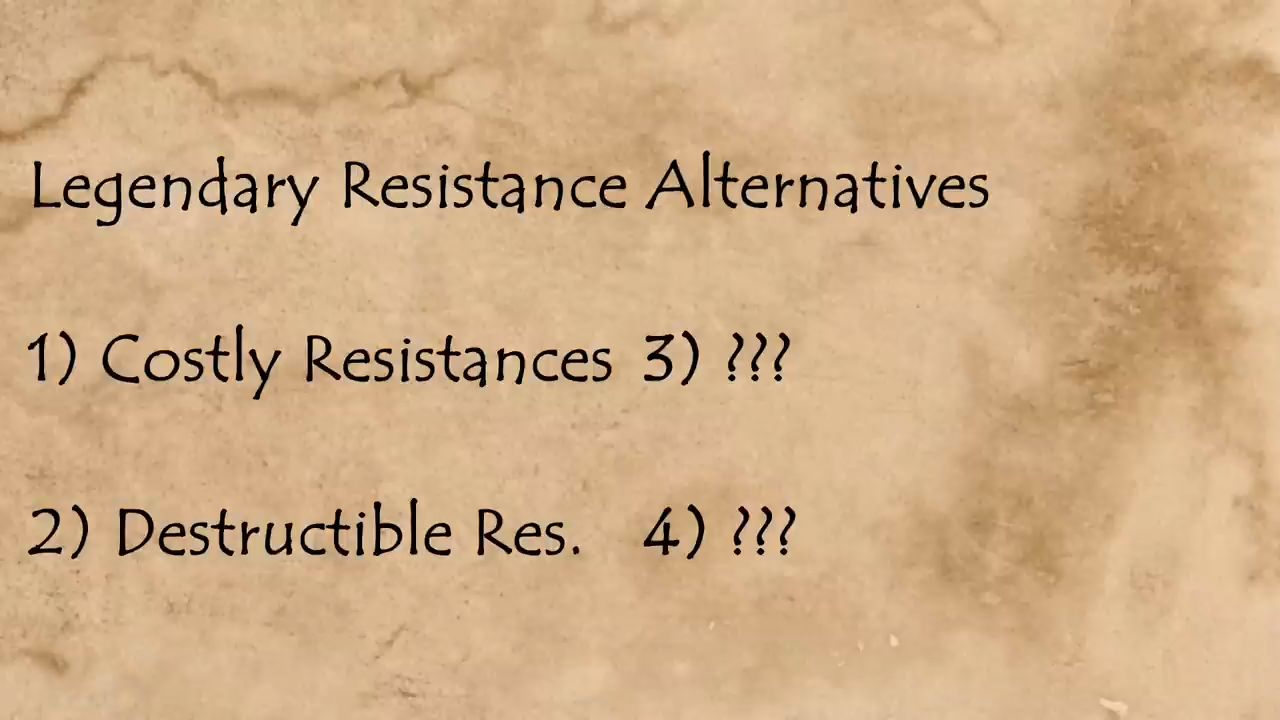 Legendary Resistance Alternatives
1) Costly Resistances 3) ???
2) Destructible Res. 4) ???